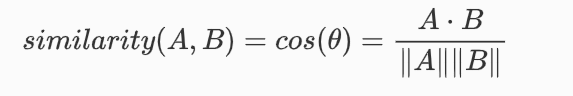 similarity(A, B) = cos(θ) = A · B / ‖A‖‖B‖